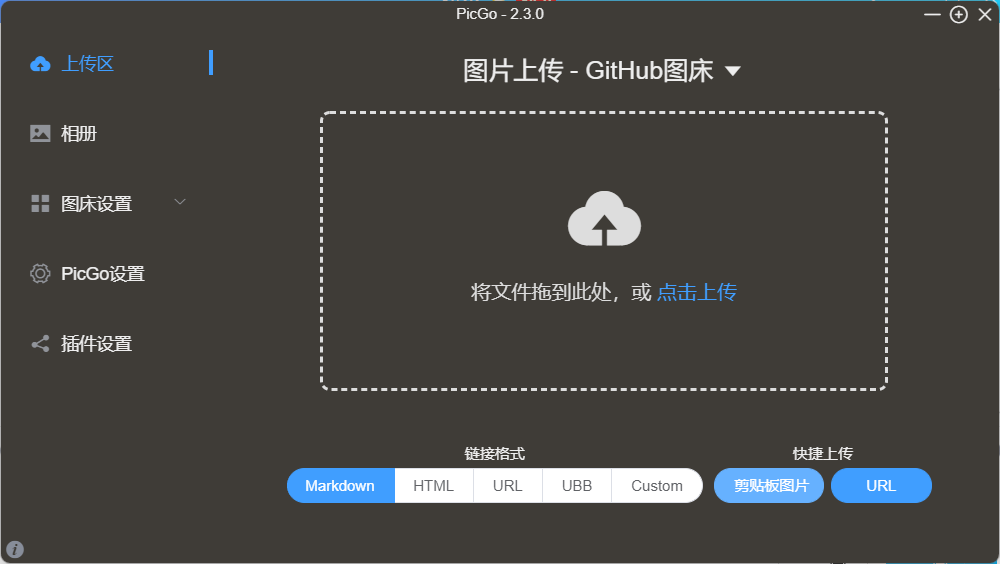 PicGo - 2.3.0
上传区
相册
图床设置
PicGo设置
插件设置
图片上传 - GitHub图床
将文件拖到此处，或 点击上传
链接格式
Markdown HTML URL UBB Custom
快捷上传
剪贴板图片 URL